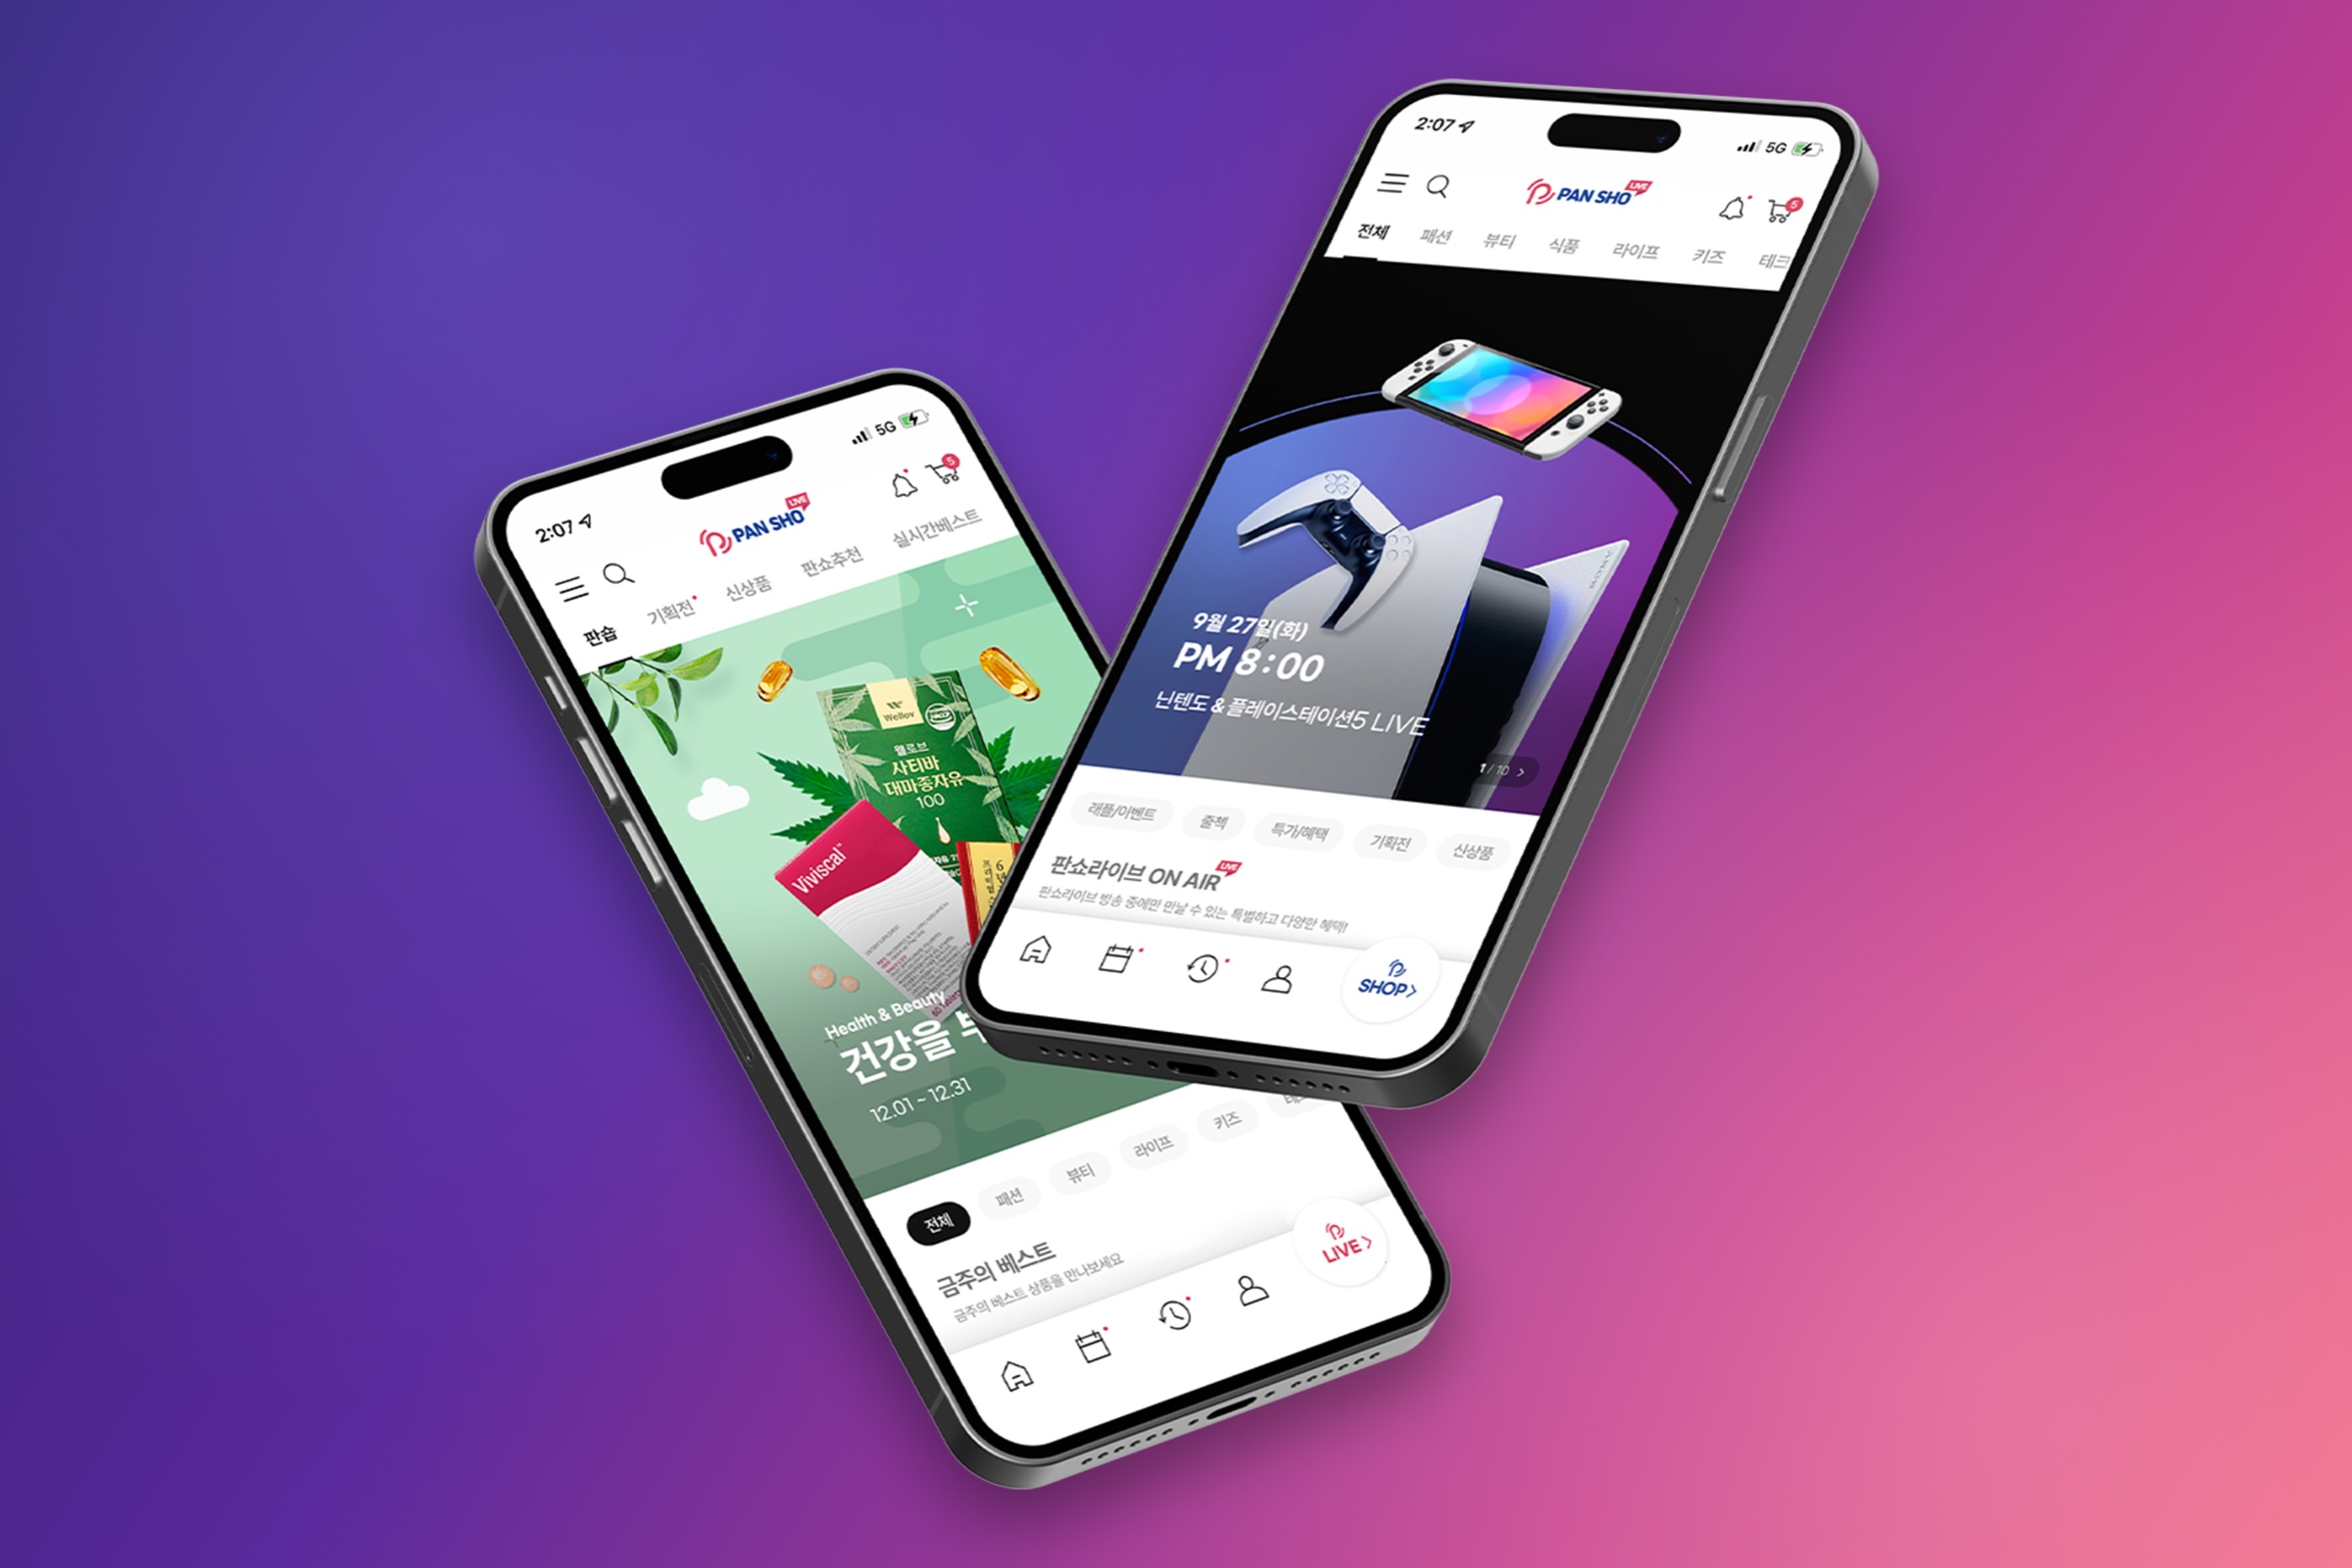 2:07
5G
PAN SHO
LIVE
5
판숍
기획전
신상품
판쇼추천
실시간베스트
Wellov
HACCP
웰로브
사티바
대마종자유
100
Viviscal™
Health & Beauty
건강을
12.01 ~ 12.31
전체
패션
뷰티
라이프
키즈
금주의 베스트
금주의 베스트 상품을 만나보세요
LIVE
2:07
5G
PAN SHO
LIVE
5
전체
패션
뷰티
식품
라이프
키즈
테크
9월 27일(화)
PM 8:00
닌텐도 & 플레이스테이션5 LIVE
1 / 10
래플/이벤트
출첵
특가/혜택
기획전
신상품
판쇼라이브 ON AIR LIVE
판쇼라이브 방송 중에만 만날 수 있는 특별하고 다양한 혜택!
SHOP